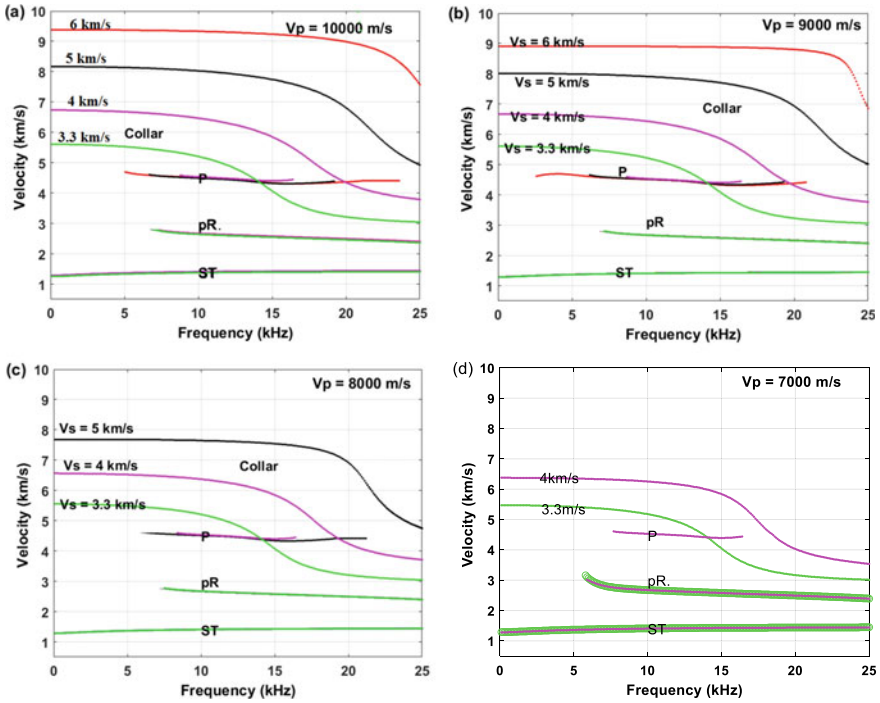 (a)
Vp = 10000 m/s
6 km/s
5 km/s
4 km/s
3.3 km/s
Collar
P
pR.
ST
10
9
8
7
6
5
4
3
2
1
0
5
10
15
20
25
Velocity (km/s)
Frequency (kHz)
(b)
Vp = 9000 m/s
Vs = 6 km/s
Vs = 5 km/s
Collar
Vs = 4 km/s
Vs = 3.3 km/s
P
pR
ST
10
9
8
7
6
5
4
3
2
1
0
5
10
15
20
25
Velocity (km/s)
Frequency (kHz)
(c)
Vp = 8000 m/s
Vs = 5 km/s
Vs = 4 km/s
Collar
Vs = 3.3 km/s
P
pR
ST
10
9
8
7
6
5
4
3
2
1
0
5
10
15
20
25
Velocity (km/s)
Frequency (kHz)
(d)
Vp = 7000 m/s
4km/s
3.3m/s
P
pR.
ST
10
9
8
7
6
5
4
3
2
1
0
5
10
15
20
25
Velocity (km/s)
Frequency (kHz)